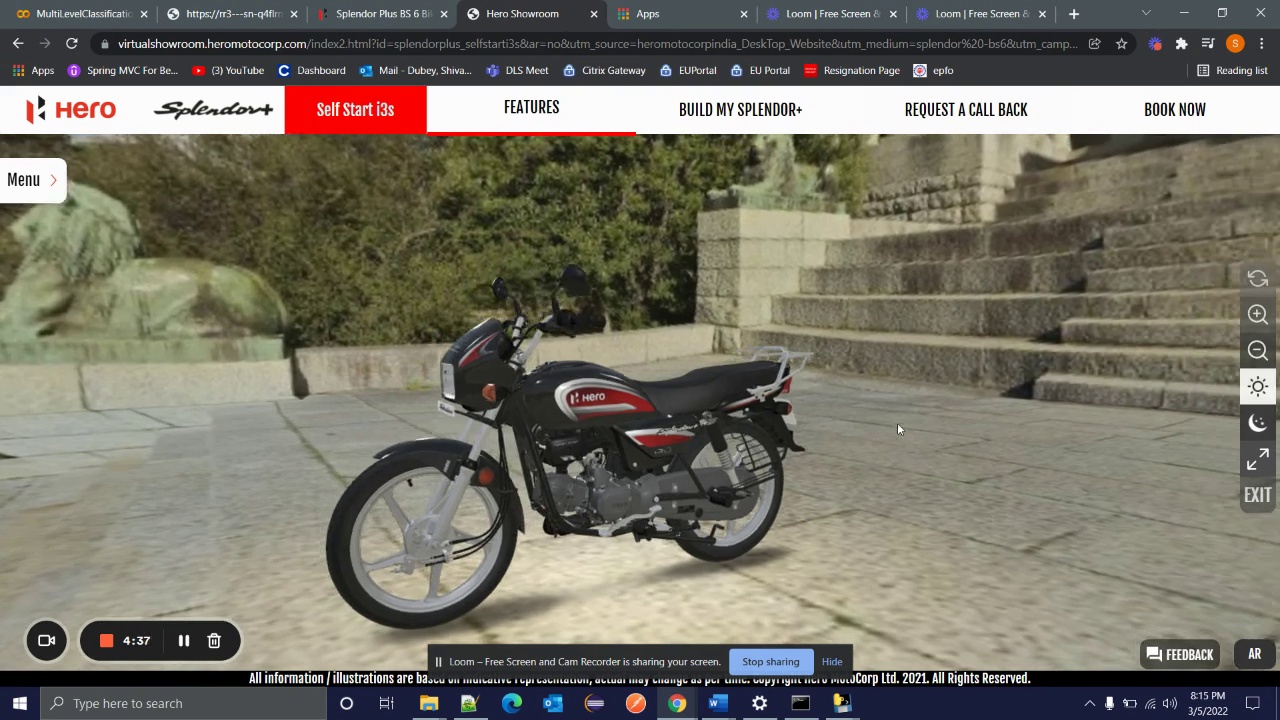 MultiLevelClassificatio
https://rr3---sn-q4flrn
Splendor Plus BS 6 Bik
Hero Showroom
Apps
Loom | Free Screen &
Loom | Free Screen &
virtualshowroom.heromotocorp.com/index2.html?id=splendorplus_selfstarti3s&at=no&utm_source=heromotocorpindia_DeskTop_Website&utm_medium=splendor%20-bs6&utm_camp...
S
Apps
Spring MVC For Be...
(3) YouTube
Dashboard
Mail - Dubey, Shiva...
DLS Meet
Citrix Gateway
EUPortal
EU Portal
Resignation Page
epfo
Reading list
Hero
Splendor+
Self Start i3s
FEATURES
BUILD MY SPLENDOR+
REQUEST A CALL BACK
BOOK NOW
Menu
Hero
Splendor+
EXIT
4:37
Loom – Free Screen and Cam Recorder is sharing your screen.
Stop sharing
Hide
FEEDBACK
AR
All information / illustrations are based on indicative representation, actual may change as per time. Copyright Hero MotoCorp Ltd. 2021. All Rights Reserved.
Type here to search
8:15 PM
3/5/2022